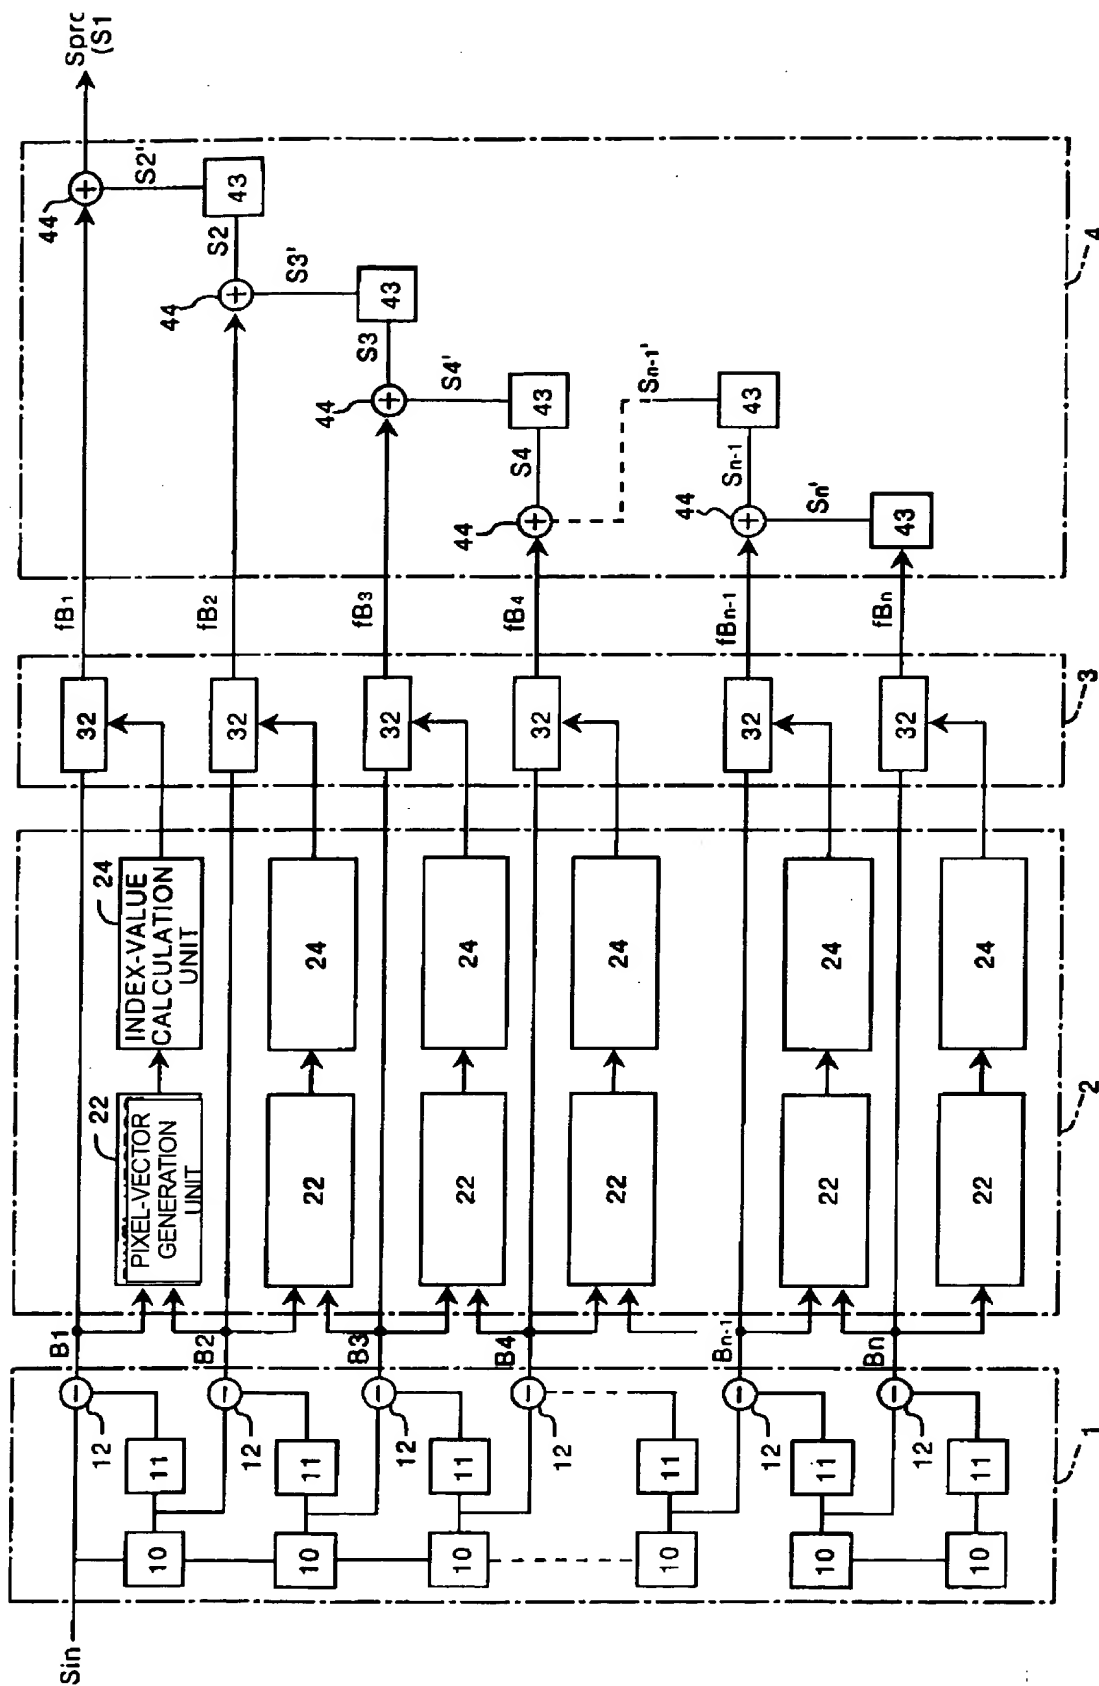 Sin
10
10
10
10
10
10
11
11
11
11
11
11
12
12
12
12
12
12
1
B1
B2
B3
B4
Bn-1
Bn
22
PIXEL-VECTOR
GENERATION
UNIT
22
22
22
22
22
24
INDEX-VALUE
CALCULATION
UNIT
24
24
24
24
24
2
32
32
32
32
32
32
3
fB1
fB2
fB3
fB4
fBn-1
fBn
44
44
44
44
44
S2'
S2
S3'
S3
S4'
S4
Sn-1'
Sn-1
Sn'
43
43
43
43
43
4
Sprc
(S1